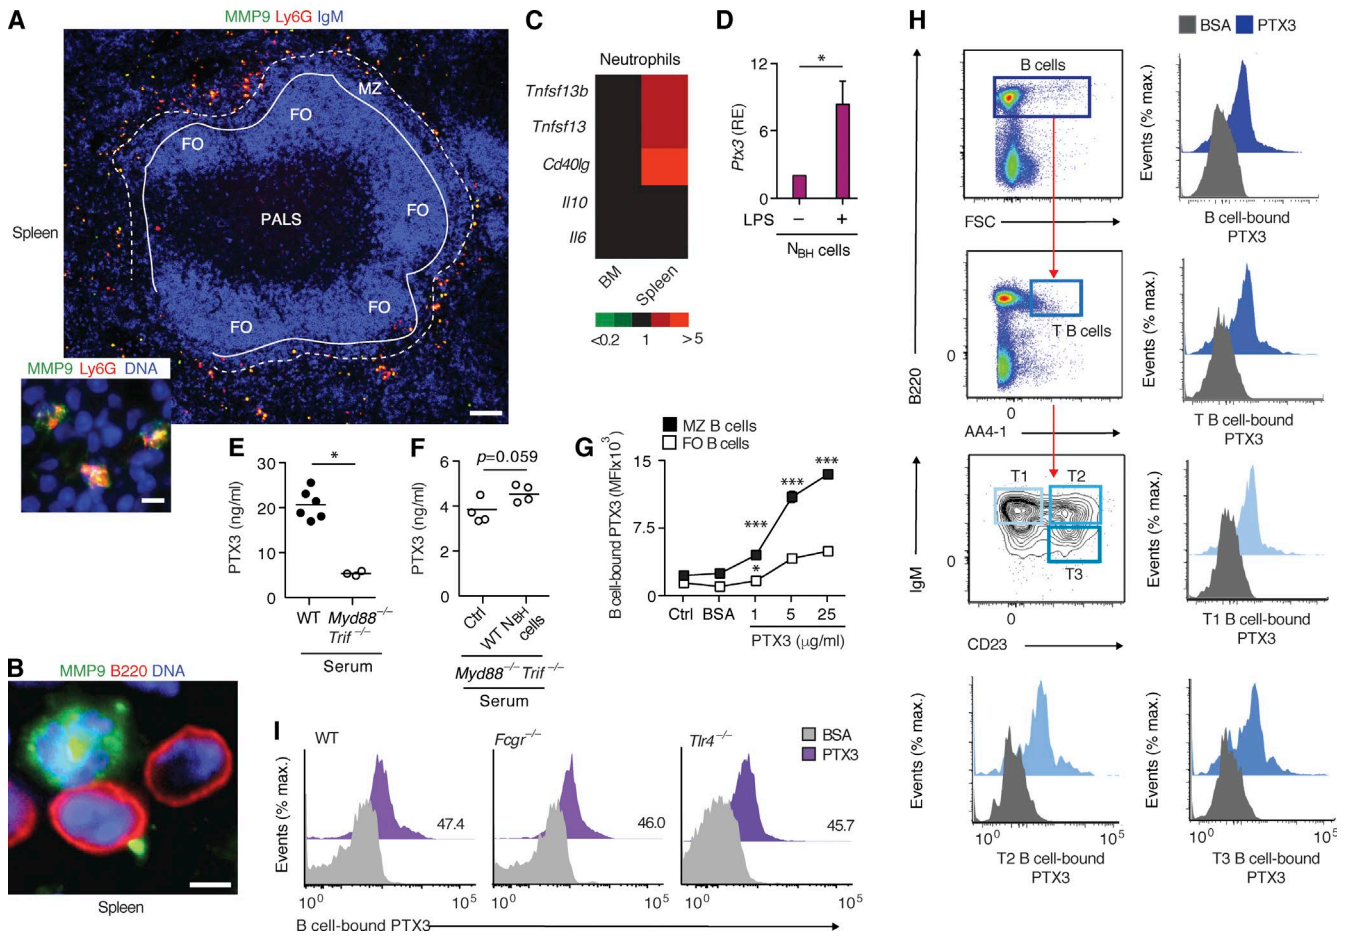 A
MMP9 Ly6G IgM
MZ
FO
FO
FO
PALS
FO
FO
Spleen
MMP9 Ly6G DNA
B
MMP9 B220 DNA
Spleen
C
Neutrophils
Tnfsf13b
Tnfsf13
Cd40lg
Il10
Il6
BM
Spleen
<0.2 1 >5
D
*
12
6
0
Ptx3 (RE)
LPS − +
N_BH cells
E
*
30
20
10
0
PTX3 (ng/ml)
WT Myd88−/−
Trif−/−
Serum
F
p=0.059
6
4
2
0
PTX3 (ng/ml)
Ctrl
WT N_BH cells
Myd88−/− Trif−/−
Serum
G
MZ B cells
FO B cells
15
7.5
0
B cell-bound PTX3 (MFIx10³)
***
***
***
*
Ctrl BSA 1 5 25
PTX3 (μg/ml)
H
BSA PTX3
B cells
FSC
B220
T B cells
0
0
AA4-1
T1 T2
T3
0
0
IgM
CD23
Events (% max.)
B cell-bound
PTX3
Events (% max.)
T B cell-bound
PTX3
Events (% max.)
T1 B cell-bound
PTX3
Events (% max.)
10⁰ 10⁵
T2 B cell-bound
PTX3
Events (% max.)
10⁰ 10⁵
T3 B cell-bound
PTX3
I
WT
Fcgr−/−
Tlr4−/−
BSA
PTX3
Events (% max.)
47.4
46.0
45.7
10⁰ 10⁵ 10⁰ 10⁵ 10⁰ 10⁵
B cell-bound PTX3